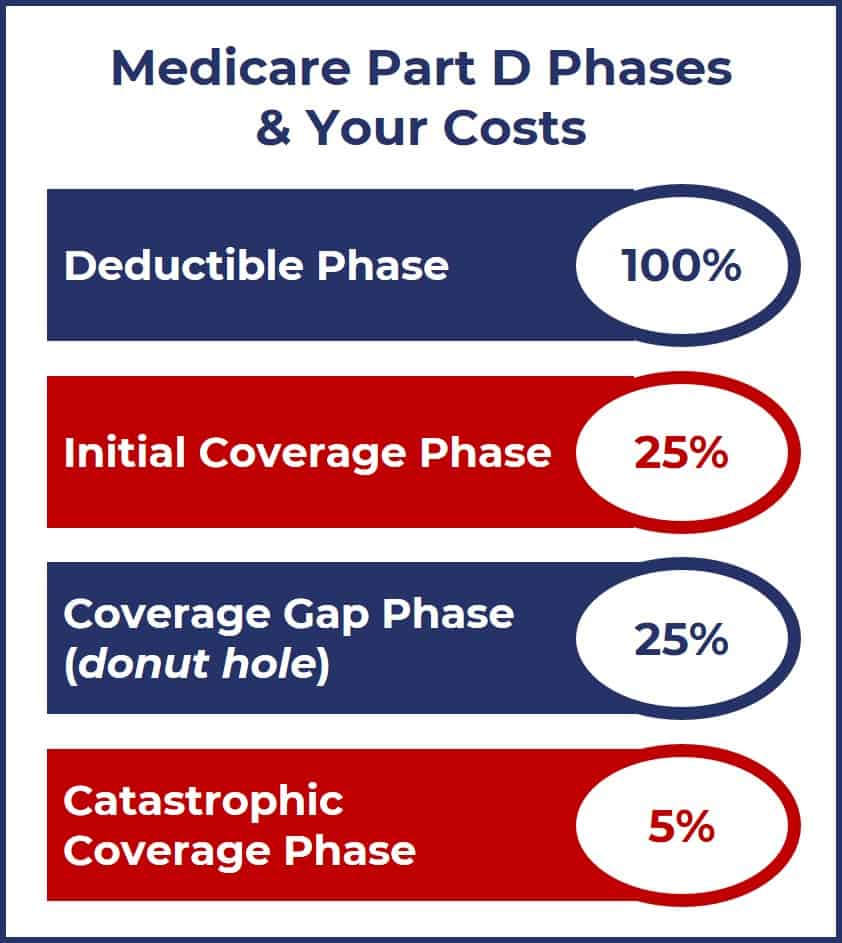 Medicare Part D Phases
& Your Costs
Deductible Phase
100%
Initial Coverage Phase
25%
Coverage Gap Phase
(donut hole)
25%
Catastrophic
Coverage Phase
5%